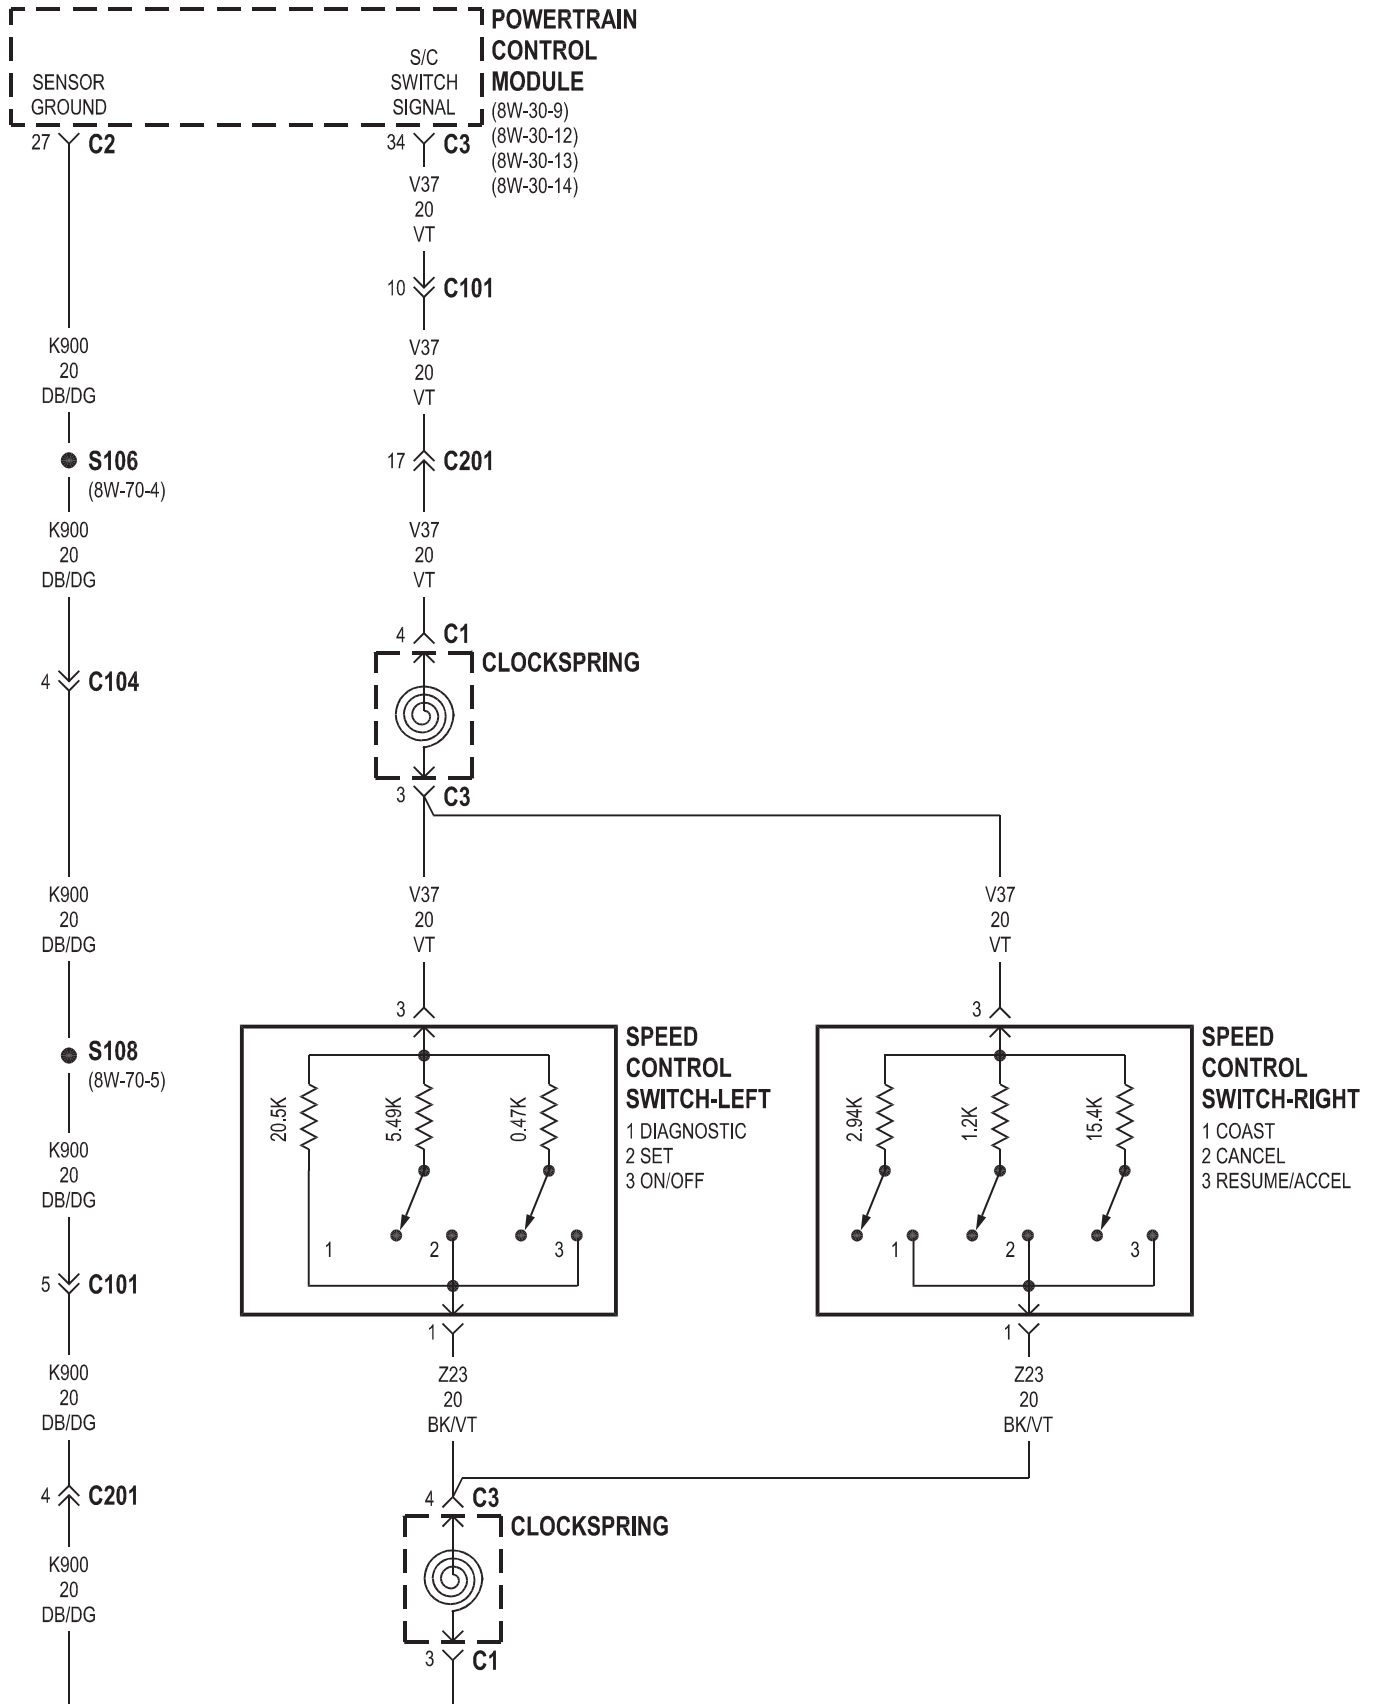 POWERTRAIN
CONTROL
MODULE
(8W-30-9)
(8W-30-12)
(8W-30-13)
(8W-30-14)
SENSOR
GROUND
S/C
SWITCH
SIGNAL
27 C2
34 C3
V37
20
VT
10 C101
K900
20
DB/DG
V37
20
VT
S106
(8W-70-4)
17 C201
K900
20
DB/DG
V37
20
VT
4 C1
CLOCKSPRING
4 C104
3 C3
K900
20
DB/DG
V37
20
VT
V37
20
VT
3
3
S108
(8W-70-5)
SPEED
CONTROL
SWITCH-LEFT
1 DIAGNOSTIC
2 SET
3 ON/OFF
20.5K
5.49K
0.47K
1
2
3
SPEED
CONTROL
SWITCH-RIGHT
1 COAST
2 CANCEL
3 RESUME/ACCEL
2.94K
1.2K
15.4K
1
2
3
K900
20
DB/DG
5 C101
1
1
K900
20
DB/DG
Z23
20
BK/VT
Z23
20
BK/VT
4 C201
4 C3
CLOCKSPRING
K900
20
DB/DG
3 C1